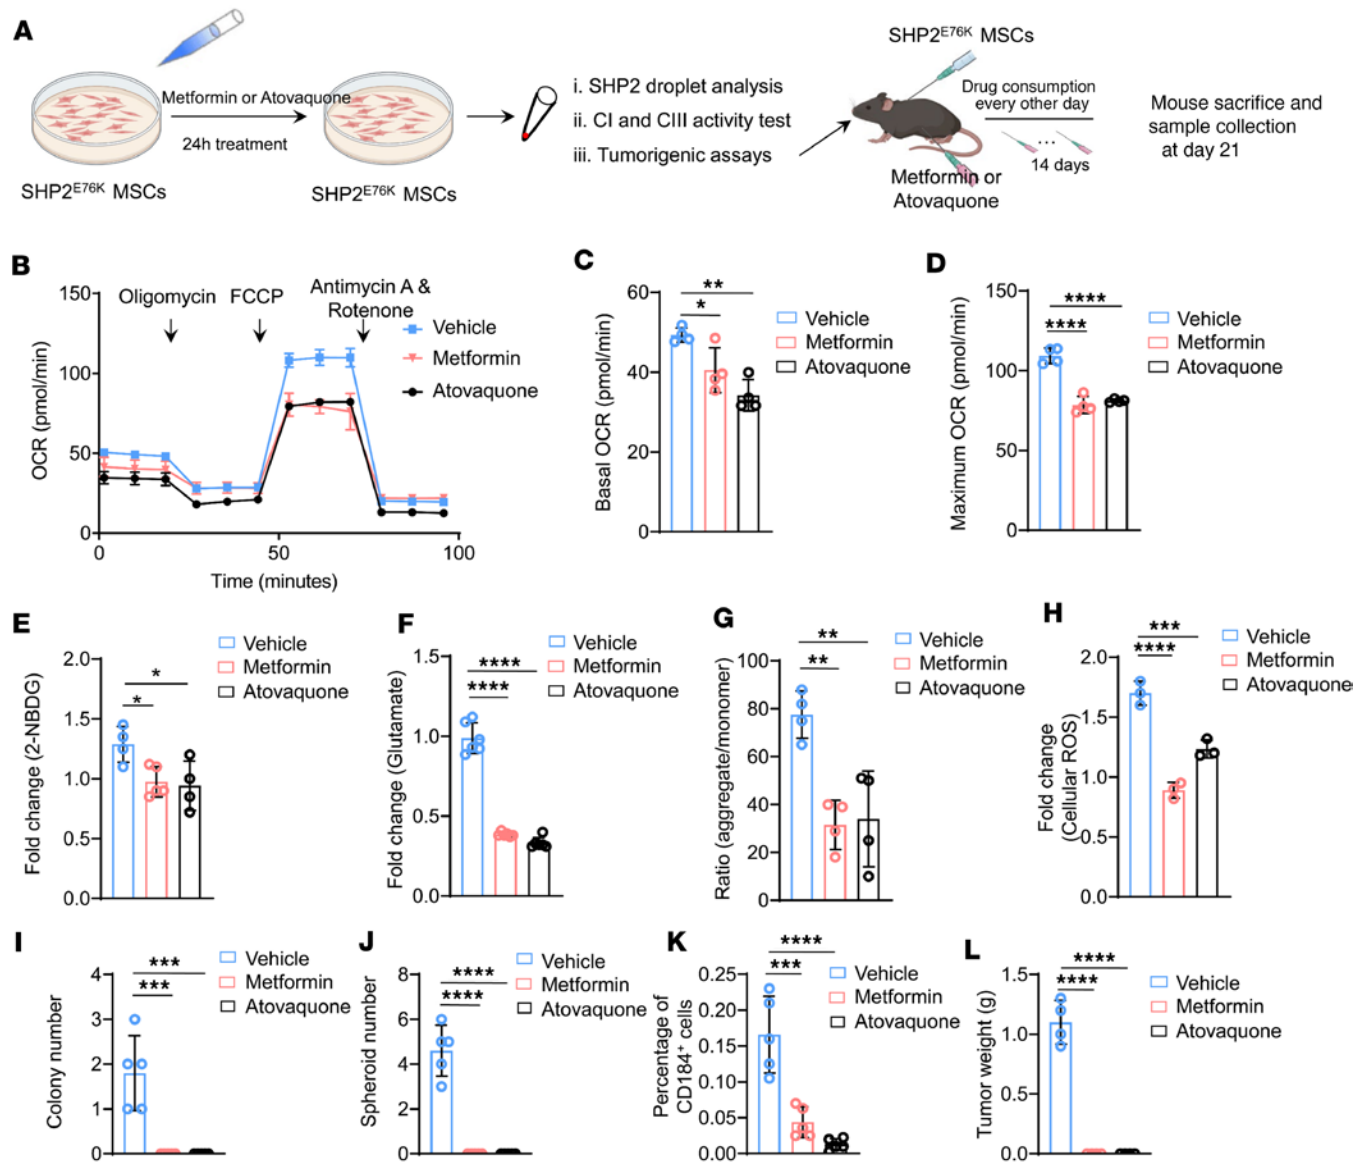 A
SHP2E76K MSCs
Metformin or Atovaquone
24h treatment
SHP2E76K MSCs
SHP2E76K MSCs
i. SHP2 droplet analysis
ii. CI and CIII activity test
iii. Tumorigenic assays
Drug consumption
every other day
...
14 days
Metformin or
Atovaquone
Mouse sacrifice and
sample collection
at day 21
B
OCR (pmol/min)
150
100
50
0
0
50
100
Time (minutes)
Oligomycin
FCCP
Antimycin A &
Rotenone
Vehicle
Metformin
Atovaquone
C
Basal OCR (pmol/min)
60
40
20
0
**
*
Vehicle
Metformin
Atovaquone
D
Maximum OCR (pmol/min)
150
100
50
0
****
****
Vehicle
Metformin
Atovaquone
E
Fold change (2-NBDG)
2.0
1.5
1.0
0.5
0.0
*
*
Vehicle
Metformin
Atovaquone
F
Fold change (Glutamate)
1.5
1.0
0.5
0.0
****
****
Vehicle
Metformin
Atovaquone
G
Ratio (aggregate/monomer)
100
80
60
40
20
0
**
**
Vehicle
Metformin
Atovaquone
H
Fold change
(Cellular ROS)
2.0
1.5
1.0
0.5
0.0
***
****
Vehicle
Metformin
Atovaquone
I
Colony number
4
3
2
1
0
***
***
Vehicle
Metformin
Atovaquone
J
Spheroid number
8
6
4
2
0
****
****
Vehicle
Metformin
Atovaquone
K
Percentage of
CD184+ cells
0.25
0.20
0.15
0.10
0.05
0.00
****
***
Vehicle
Metformin
Atovaquone
L
Tumor weight (g)
1.5
1.0
0.5
0.0
****
****
Vehicle
Metformin
Atovaquone